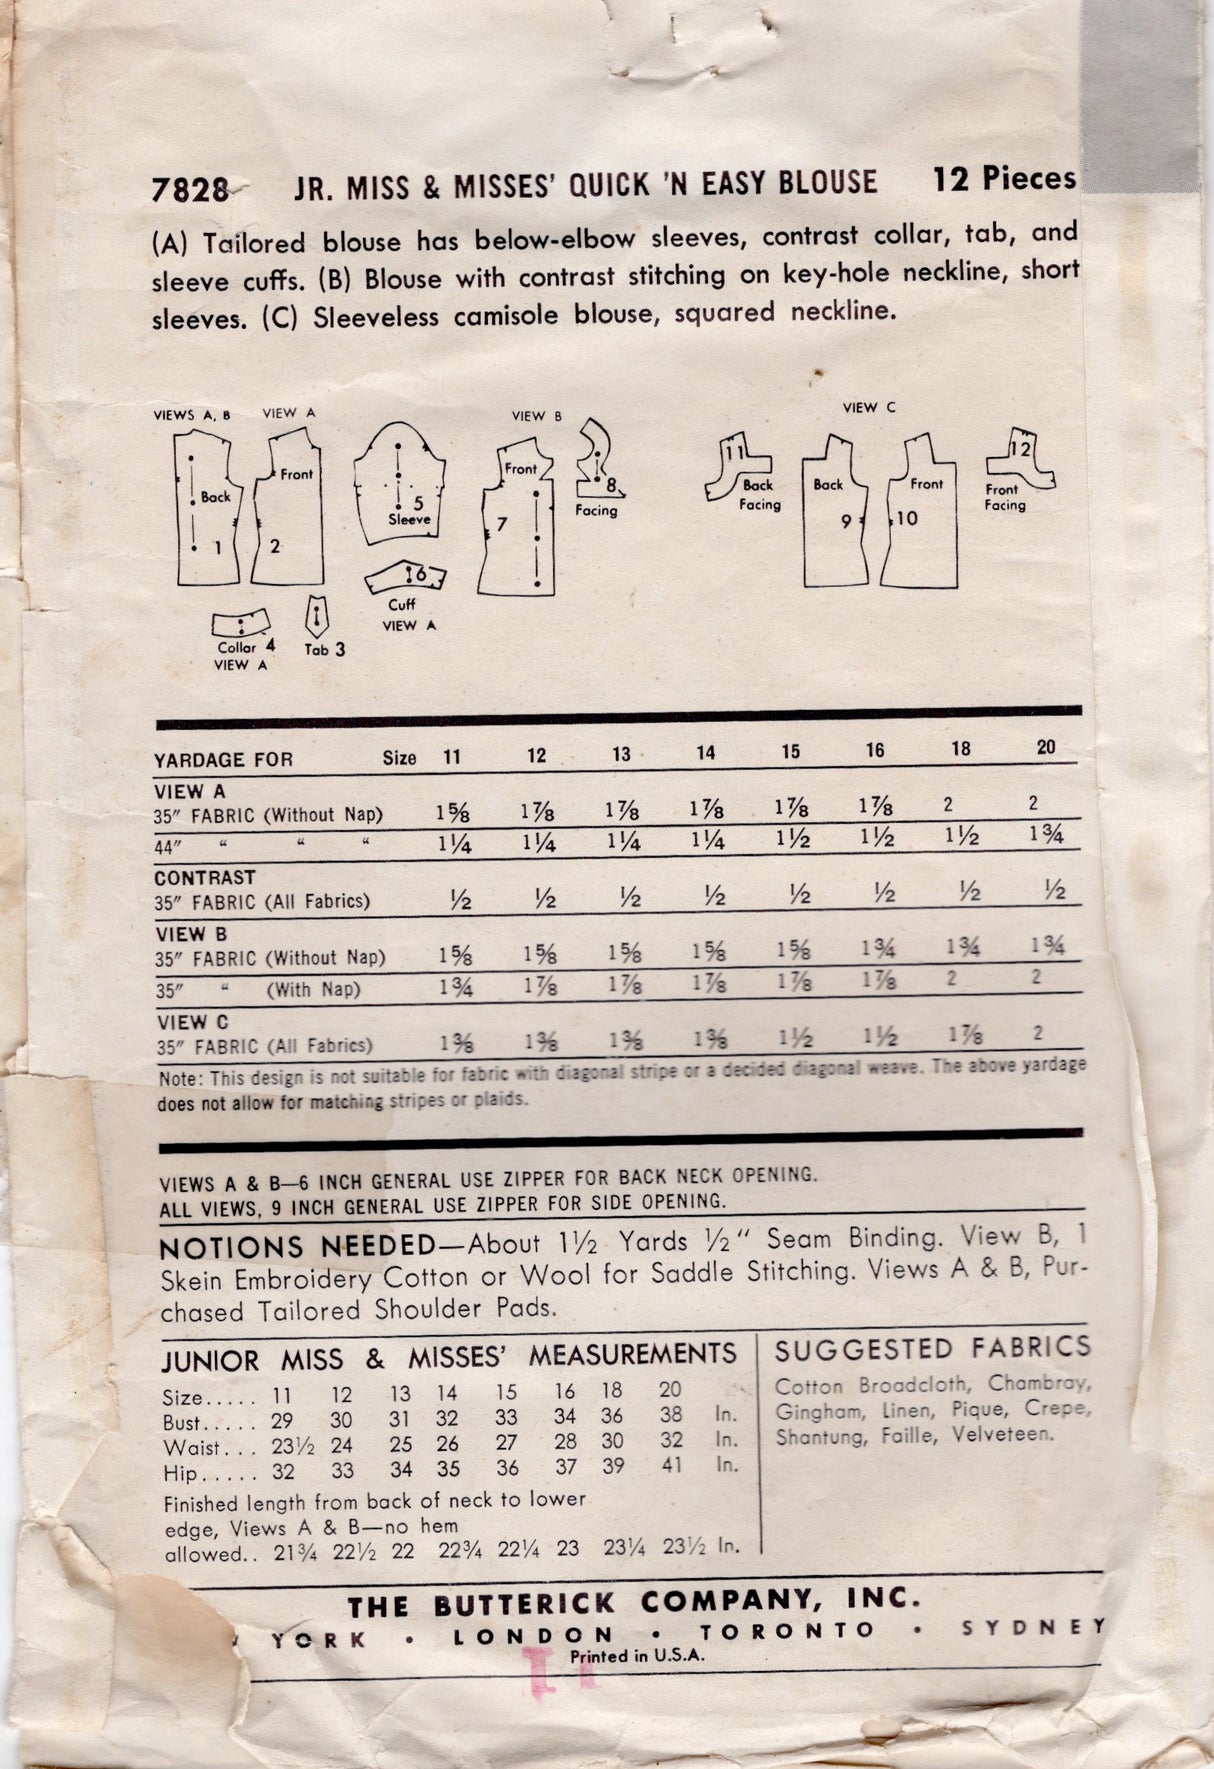 7828 JR. MISS & MISSES' QUICK 'N EASY BLOUSE 12 Pieces
(A) Tailored blouse has below-elbow sleeves, contrast collar, tab, and
sleeve cuffs. (B) Blouse with contrast stitching on key-hole neckline, short
sleeves. (C) Sleeveless camisole blouse, squared neckline.
VIEWS A, B VIEW A VIEW B VIEW C
Back 1
Front 2
5 Sleeve
6
Cuff
VIEW A
Collar 4
VIEW A
Tab 3
Front 7
8
Facing
11
Back
Facing
Back 9
Front 10
12
Front
Facing
YARDAGE FOR Size 11 12 13 14 15 16 18 20
VIEW A
35" FABRIC (Without Nap) 1⅝ 1⅞ 1⅞ 1⅞ 1⅞ 1⅞ 2 2
44" " " " 1¼ 1¼ 1¼ 1¼ 1½ 1½ 1½ 1¾
CONTRAST
35" FABRIC (All Fabrics) ½ ½ ½ ½ ½ ½ ½ ½
VIEW B
35" FABRIC (Without Nap) 1⅝ 1⅝ 1⅝ 1⅝ 1⅝ 1¾ 1¾ 1¾
35" " (With Nap) 1¾ 1⅞ 1⅞ 1⅞ 1⅞ 1⅞ 2 2
VIEW C
35" FABRIC (All Fabrics) 1⅜ 1⅜ 1⅜ 1⅜ 1½ 1½ 1⅞ 2
Note: This design is not suitable for fabric with diagonal stripe or a decided diagonal weave. The above yardage
does not allow for matching stripes or plaids.
VIEWS A & B—6 INCH GENERAL USE ZIPPER FOR BACK NECK OPENING.
ALL VIEWS, 9 INCH GENERAL USE ZIPPER FOR SIDE OPENING.
NOTIONS NEEDED—About 1½ Yards ½" Seam Binding. View B, 1
Skein Embroidery Cotton or Wool for Saddle Stitching. Views A & B, Pur-
chased Tailored Shoulder Pads.
JUNIOR MISS & MISSES' MEASUREMENTS
Size..... 11 12 13 14 15 16 18 20
Bust..... 29 30 31 32 33 34 36 38 In.
Waist... 23½ 24 25 26 27 28 30 32 In.
Hip..... 32 33 34 35 36 37 39 41 In.
Finished length from back of neck to lower
edge, Views A & B—no hem
allowed.. 21¾ 22½ 22 22¾ 22¼ 23 23¼ 23½ In.
SUGGESTED FABRICS
Cotton Broadcloth, Chambray,
Gingham, Linen, Pique, Crepe,
Shantung, Faille, Velveteen.
THE BUTTERICK COMPANY, INC.
YORK • LONDON • TORONTO • SYDNEY
Printed in U.S.A.